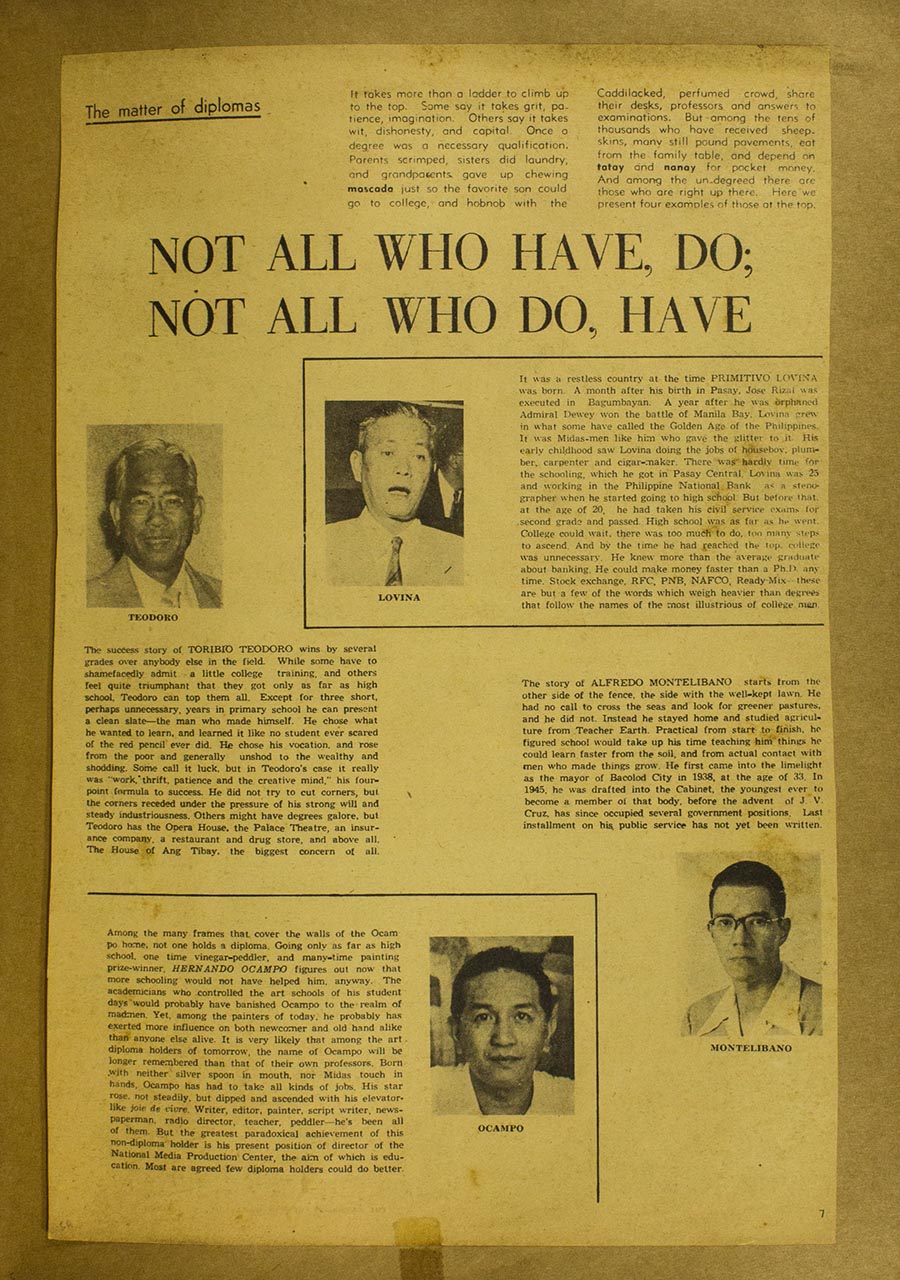 The matter of diplomas
It takes more than a ladder to climb up
to the top. Some say it takes grit, pa-
tience, imagination. Others say it takes
wit, dishonesty, and capital. Once a
degree was a necessary qualification.
Parents scrimped, sisters did laundry,
and grandparents gave up chewing
mascada just so the favorite son could
go to college, and hobnob with the
Caddilacked, perfumed crowd, share
their desks, professors and answers to
examinations. But among the tens of
thousands who have received sheep-
skins, many still pound pavements, eat
from the family table, and depend on
tatay and nanay for pocket money.
And among the un-degreed there are
those who are right up there. Here we
present four examples of those at the top.
NOT ALL WHO HAVE, DO;
NOT ALL WHO DO, HAVE
TEODORO
LOVINA
It was a restless country at the time PRIMITIVO LOVINA
was born. A month after his birth in Pasay, Jose Rizal was
executed in Bagumbayan. A year after he was orphaned
Admiral Dewey won the battle of Manila Bay. Lovina grew
in what some have called the Golden Age of the Philippines.
It was Midas-men like him who gave the glitter to it. His
early childhood saw Lovina doing the jobs of houseboy, plum-
ber, carpenter and cigar-maker. There was hardly time for
the schooling, which he got in Pasay Central. Lovina was 25
and working in the Philippine National Bank as a steno-
grapher when he started going to high school. But before that,
at the age of 20, he had taken his civil service exams for
second grade and passed. High school was as far as he went.
College could wait, there was too much to do, too many steps
to ascend. And by the time he had reached the top, college
was unnecessary. He knew more than the average graduate
about banking. He could make money faster than a Ph.D. any
time. Stock exchange, RFC, PNB, NAFCO, Ready-Mix—these
are but a few of the words which weigh heavier than degrees
that follow the names of the most illustrious of college men.
The success story of TORIBIO TEODORO wins by several
grades over anybody else in the field. While some have to
shamefacedly admit a little college training, and others
feel quite triumphant that they got only as far as high
school, Teodoro can top them all. Except for three short,
perhaps unnecessary, years in primary school he can present
a clean slate—the man who made himself. He chose what
he wanted to learn, and learned it like no student ever scared
of the red pencil ever did. He chose his vocation, and rose
from the poor and generally unshod to the wealthy and
shodding. Some call it luck, but in Teodoro's case it really
was "work, thrift, patience and the creative mind," his four-
point formula to success. He did not try to cut corners, but
the corners receded under the pressure of his strong will and
steady industriousness. Others might have degrees galore, but
Teodoro has the Opera House, the Palace Theatre, an insur-
ance company, a restaurant and drug store, and above all,
The House of Ang Tibay, the biggest concern of all.
The story of ALFREDO MONTELIBANO starts from the
other side of the fence, the side with the well-kept lawn. He
had no call to cross the seas and look for greener pastures,
and he did not. Instead he stayed home and studied agricul-
ture from Teacher Earth. Practical from start to finish, he
figured school would take up his time teaching him things he
could learn faster from the soil, and from actual contact with
men who made things grow. He first came into the limelight
as the mayor of Bacolod City in 1938, at the age of 33. In
1945, he was drafted into the Cabinet, the youngest ever to
become a member of that body, before the advent of J. V.
Cruz, has since occupied several government positions. Last
installment on his public service has not yet been written.
MONTELIBANO
Among the many frames that cover the walls of the Ocam
po home, not one holds a diploma. Going only as far as high
school, one time vinegar-peddler, and many-time painting
prize-winner, HERNANDO OCAMPO figures out now that
more schooling would not have helped him, anyway. The
academicians who controlled the art schools of his student
days would probably have banished Ocampo to the realm of
madmen. Yet, among the painters of today, he probably has
exerted more influence on both newcomer and old hand alike
than anyone else alive. It is very likely that among the art
diploma holders of tomorrow, the name of Ocampo will be
longer remembered than that of their own professors. Born
with neither silver spoon in mouth, nor Midas touch in
hands, Ocampo has had to take all kinds of jobs. His star
rose, not steadily, but dipped and ascended with his elevator-
like joie de vivre. Writer, editor, painter, script writer, news-
paperman, radio director, teacher, peddler—he's been all
of them. But the greatest paradoxical achievement of this
non-diploma holder is his present position of director of the
National Media Production Center, the aim of which is edu-
cation. Most are agreed few diploma holders could do better.
OCAMPO
7